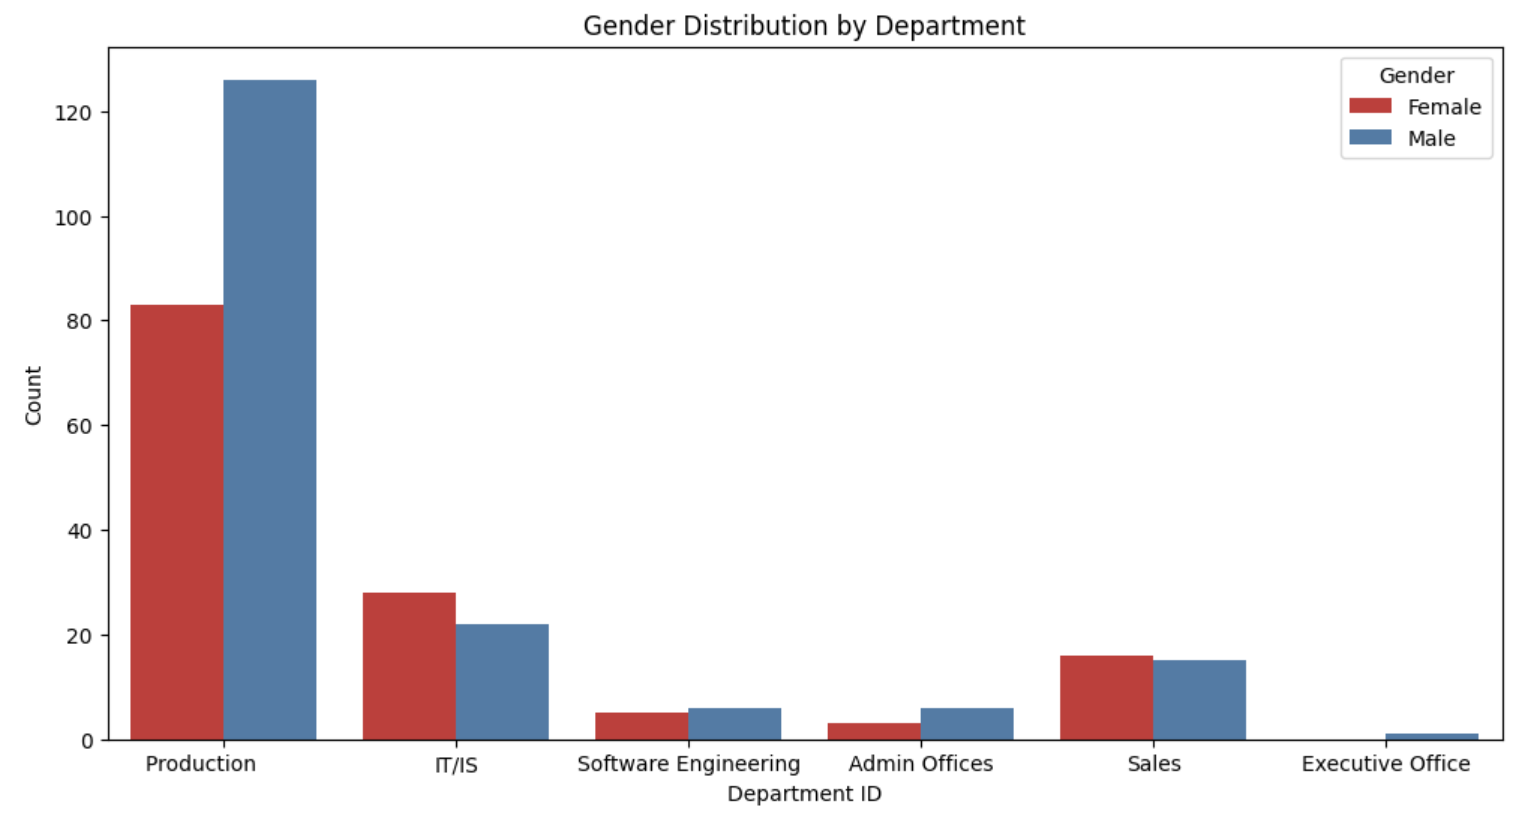 Gender Distribution by Department
Gender
Female
Male
120
100
80
60
40
20
0
Count
Production IT/IS Software Engineering Admin Offices Sales Executive Office
Department ID